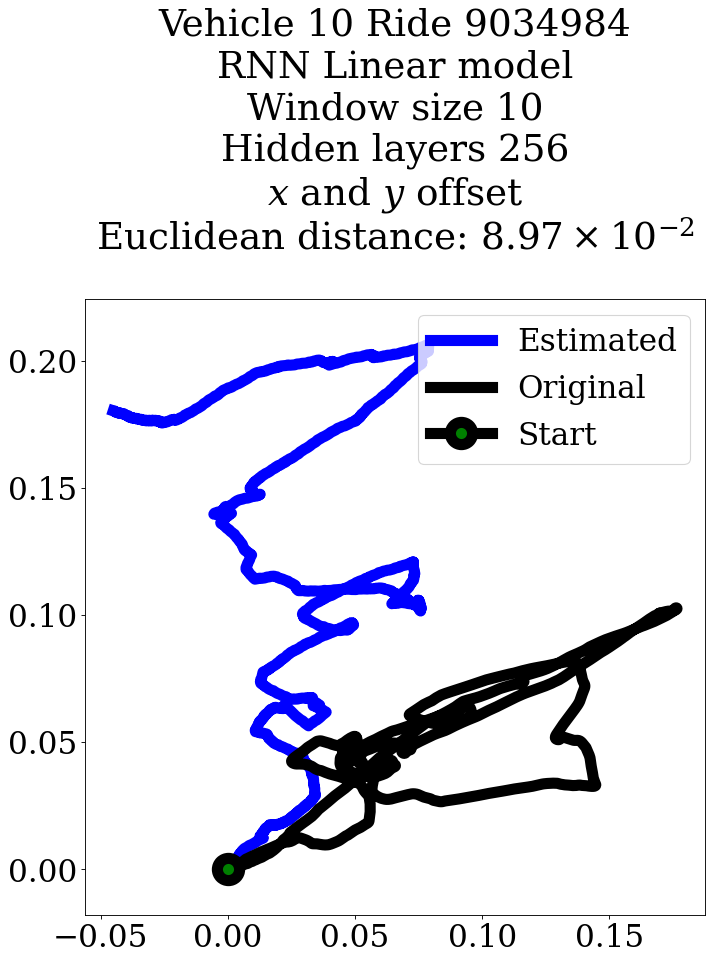 Vehicle 10 Ride 9034984
RNN Linear model
Window size 10
Hidden layers 256
x and y offset
Euclidean distance: 8.97 × 10⁻²
Estimated
Original
Start
0.20
0.15
0.10
0.05
0.00
−0.05 0.00 0.05 0.10 0.15